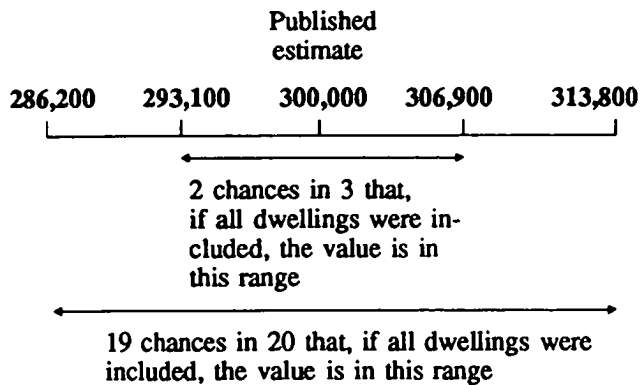 Published
estimate
286,200 293,100 300,000 306,900 313,800
2 chances in 3 that,
if all dwellings were in-
cluded, the value is in
this range
19 chances in 20 that, if all dwellings were
included, the value is in this range